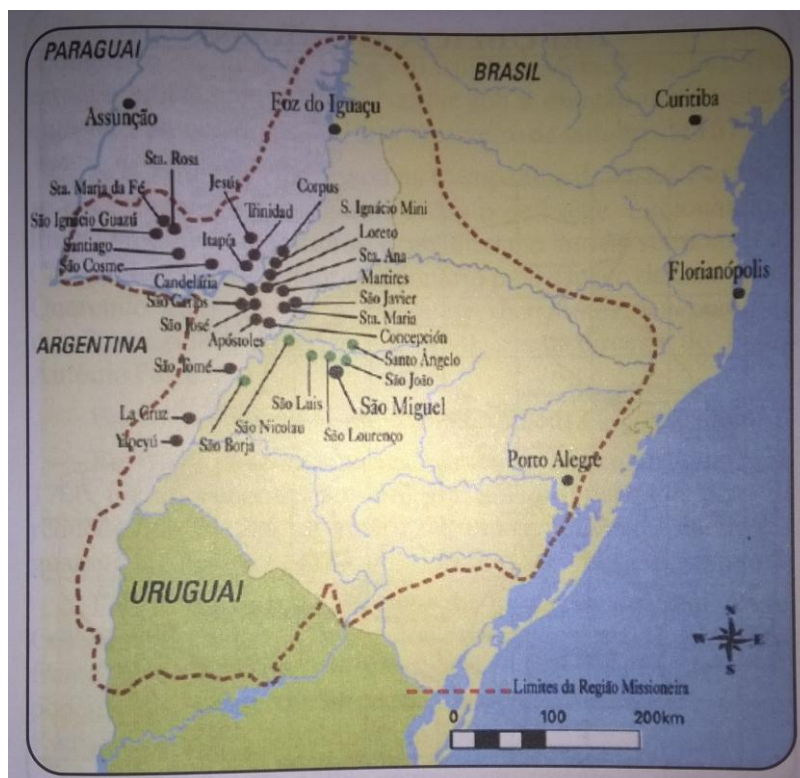 PARAGUAI
BRASIL
Assunção
Foz do Iguaçu
Curitiba
Sta. Rosa
Sta. Maria da Fé
Jesús
Corpus
Trinidad
São Ignácio Guazú
S. Ignácio Mini
Santiago
Itapía
Loreto
São Cosme
Sta. Ana
Candelária
Martires
Florianópolis
São Carlos
São Javier
São José
Sta. Maria
Apóstoles
Concepción
ARGENTINA
Santo Ângelo
São Tomé
São João
La Cruz
São Luis
São Miguel
São Nicolau
São Lourenço
Yapeyú
São Borja
Porto Alegre
URUGUAI
N
W E
S
Limites da Região Missioneira
0 100 200km